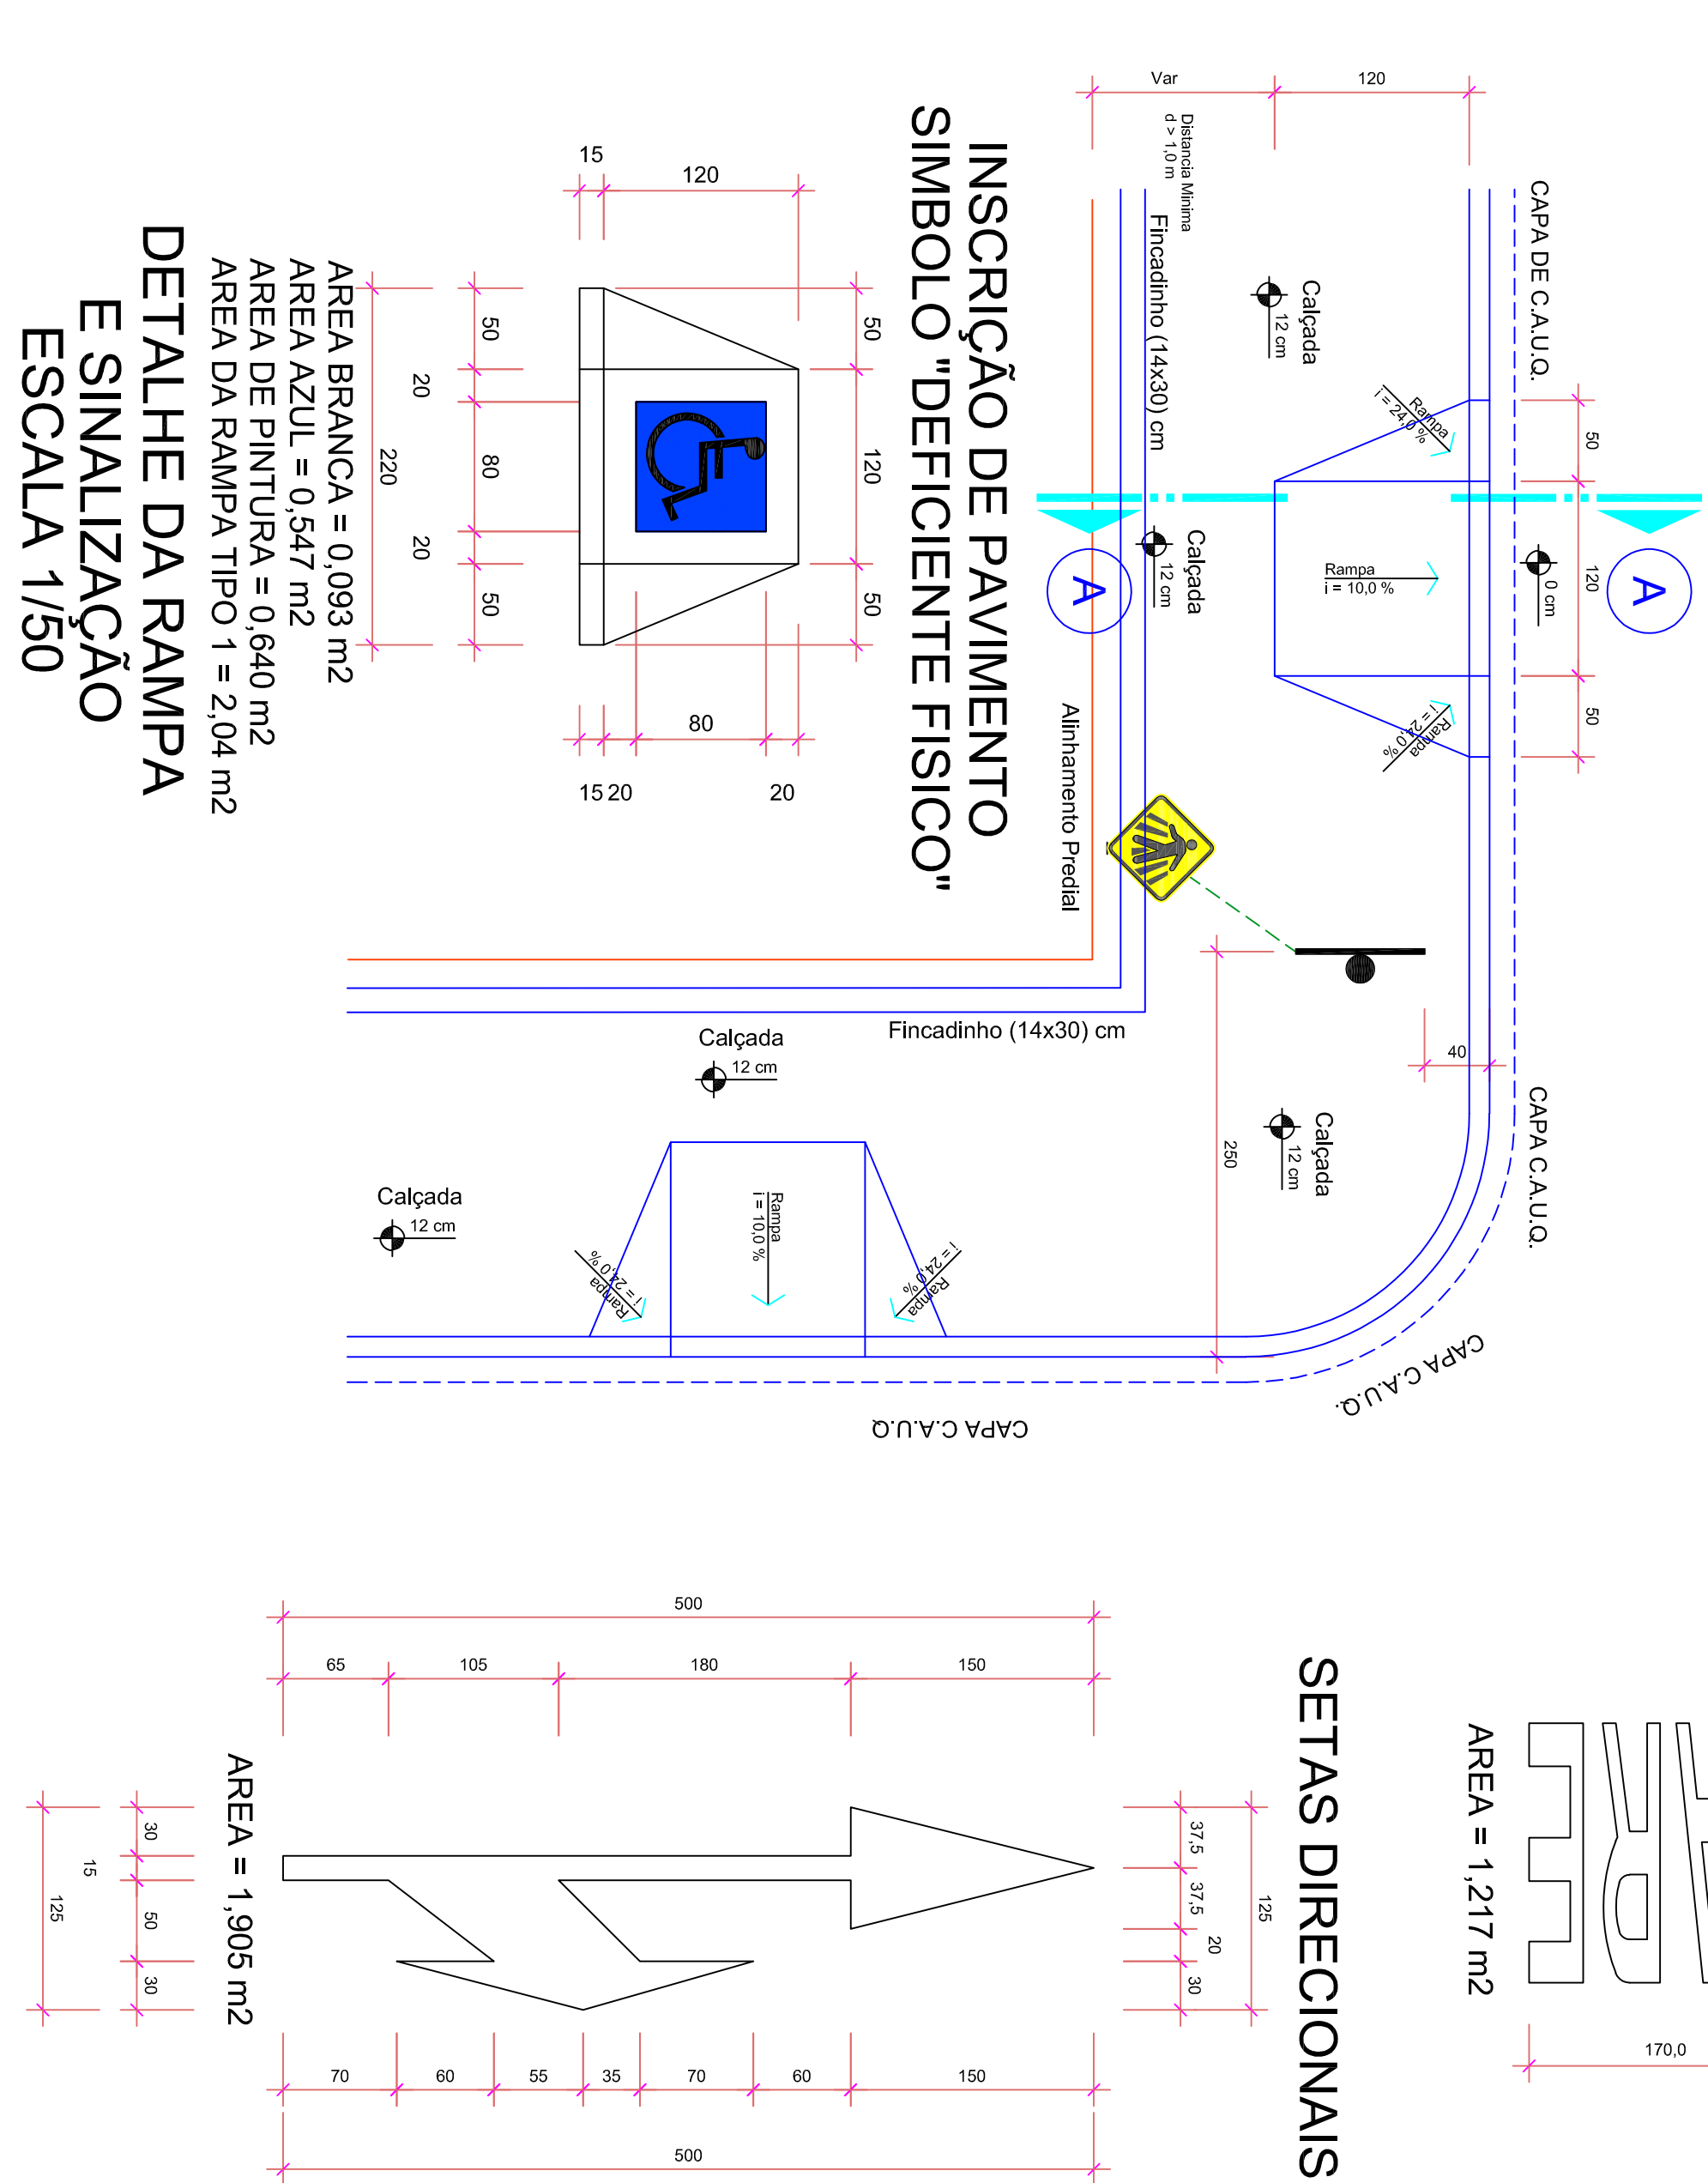 CAPA DE C.A.U.Q.
CAPA C.A.U.Q.
CAPA C.A.U.Q.
CAPA C.A.U.Q
50
120
50
A
0 cm
Var
120
Distancia Minima
d > 1,0 m
Calçada
12 cm
Rampa
i = 24,0 %
Rampa
i = 10,0 %
Rampa
i = 24,0 %
Fincadinho (14x30) cm
Calçada
12 cm
A
Alinhamento Predial
40
250
Calçada
12 cm
Fincadinho (14x30) cm
Calçada
12 cm
Calçada
12 cm
Rampa
i = 24,0 %
Rampa
i = 10,0 %
Rampa
i = 24,0 %
INSCRIÇÃO DE PAVIMENTO
SIMBOLO "DEFICIENTE FISICO"
50
120
50
15
120
80
15
20
20
50
20
80
20
50
220
AREA BRANCA = 0,093 m2
AREA AZUL = 0,547 m2
AREA DE PINTURA = 0,640 m2
AREA DA RAMPA TIPO 1 = 2,04 m2
DETALHE DA RAMPA
E SINALIZAÇÃO
ESCALA 1/50
RE
170,0
AREA = 1,217 m2
SETAS DIRECIONAIS
125
37,5
37,5
20
30
500
65
105
180
150
70
60
55
35
70
60
150
500
AREA = 1,905 m2
30
15
50
30
125